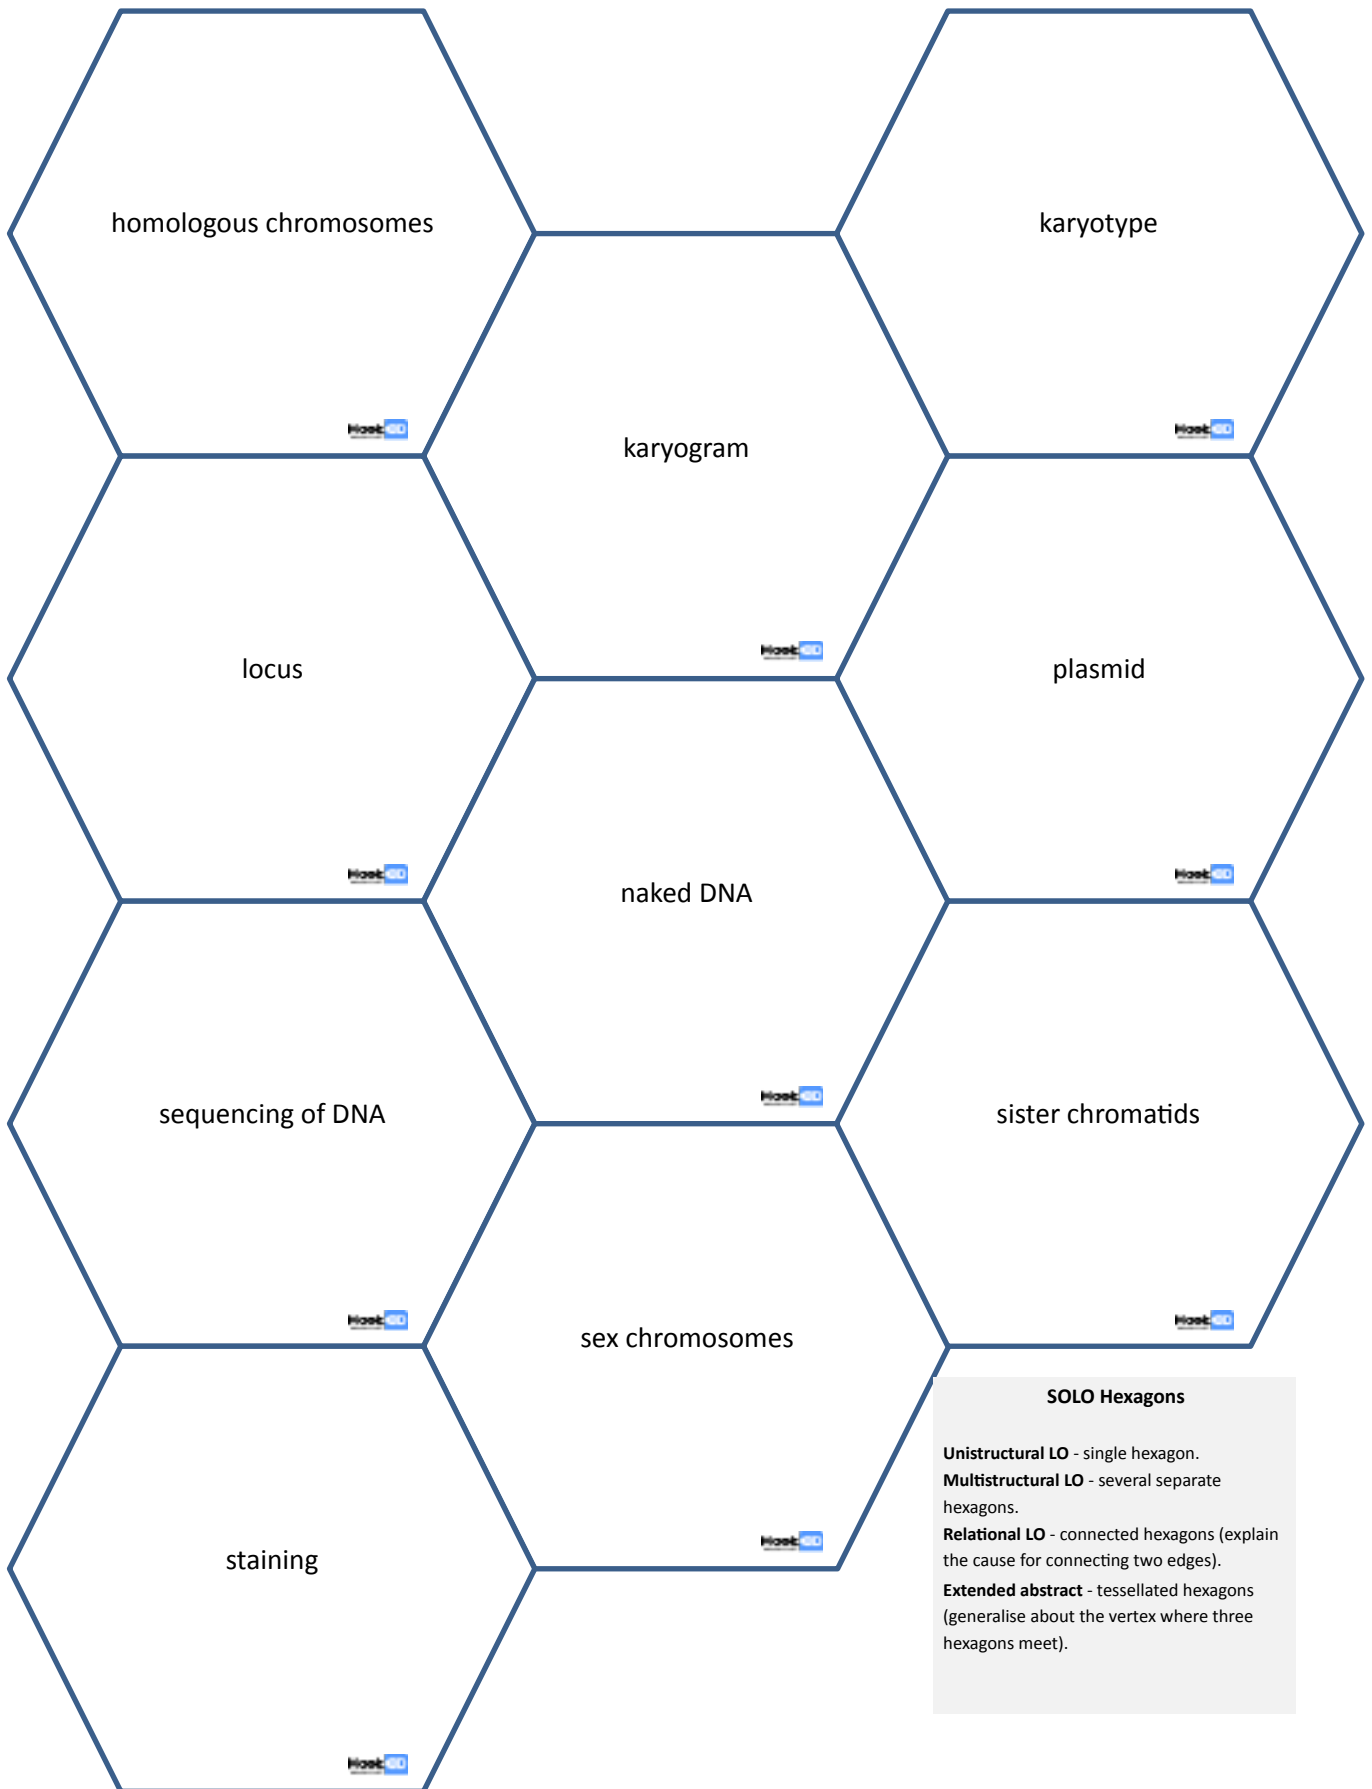 homologous chromosomes
karyotype
karyogram
locus
plasmid
naked DNA
sequencing of DNA
sister chromatids
sex chromosomes
staining
SOLO Hexagons
Unistructural LO - single hexagon.
Multistructural LO - several separate
hexagons.
Relational LO - connected hexagons (explain
the cause for connecting two edges).
Extended abstract - tessellated hexagons
(generalise about the vertex where three
hexagons meet).